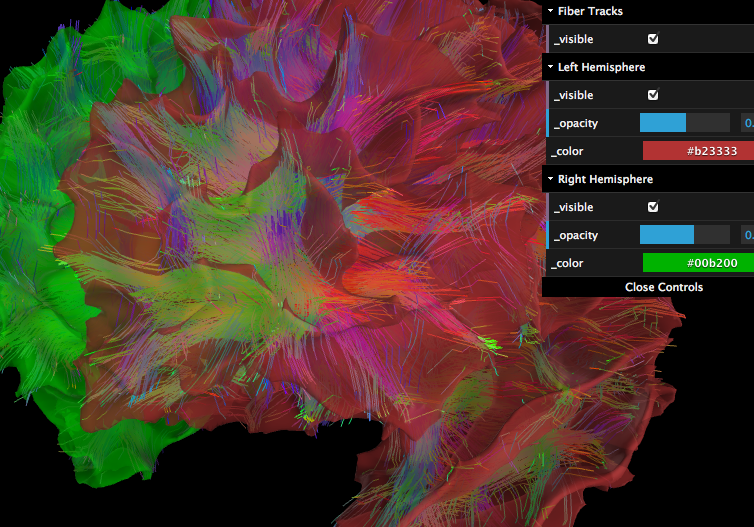 Fiber Tracks
_visible
Left Hemisphere
_visible
_opacity 0.
_color #b23333
Right Hemisphere
_visible
_opacity 0.
_color #00b200
Close Controls